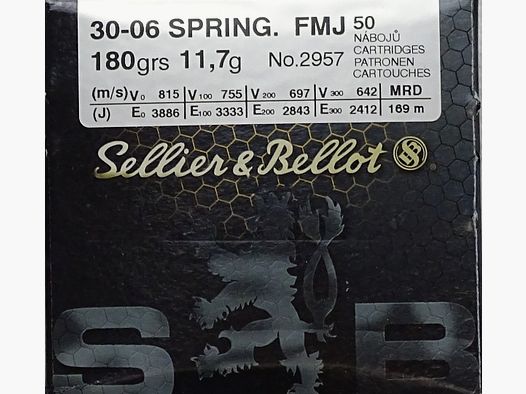 30-06 SPRING. FMJ 50
NÁBOJŮ
180grs 11,7g No.2957 CARTRIDGES
PATRONEN
CARTOUCHES
(m/s) V0 815 V100 755 V200 697 V300 642 MRD
(J) E0 3886 E100 3333 E200 2843 E300 2412 169 m
Sellier & Bellot SB ®
S B